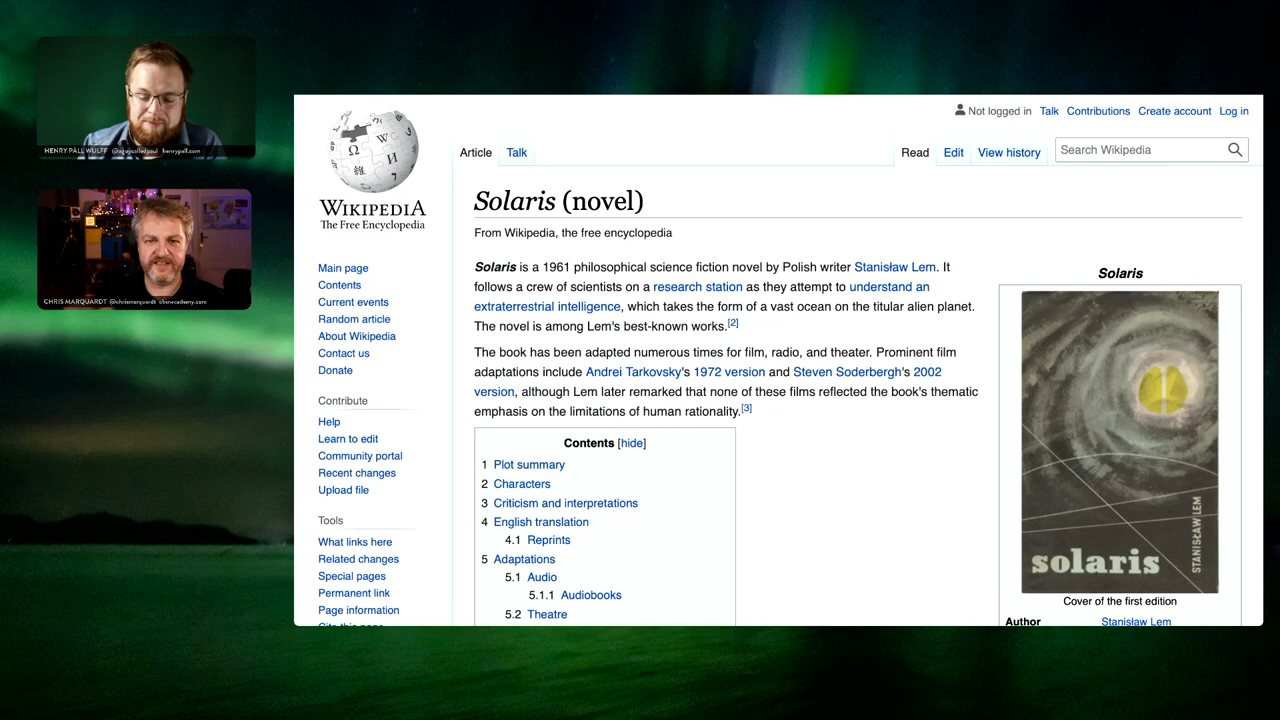 HENRY PÁLL WULFF @aguycalledpaul henrypall.com
CHRIS MARQUARDT @chrismarquardt obsnecademy.com
WIKIPEDIA
The Free Encyclopedia
Main page
Contents
Current events
Random article
About Wikipedia
Contact us
Donate
Contribute
Help
Learn to edit
Community portal
Recent changes
Upload file
Tools
What links here
Related changes
Special pages
Permanent link
Page information
Cite this page
Not logged in Talk Contributions Create account Log in
Article Talk Read Edit View history Search Wikipedia
Solaris (novel)
From Wikipedia, the free encyclopedia
Solaris is a 1961 philosophical science fiction novel by Polish writer Stanisław Lem. It
follows a crew of scientists on a research station as they attempt to understand an
extraterrestrial intelligence, which takes the form of a vast ocean on the titular alien planet.
The novel is among Lem's best-known works.[2]
The book has been adapted numerous times for film, radio, and theater. Prominent film
adaptations include Andrei Tarkovsky's 1972 version and Steven Soderbergh's 2002
version, although Lem later remarked that none of these films reflected the book's thematic
emphasis on the limitations of human rationality.[3]
Contents [hide]
1 Plot summary
2 Characters
3 Criticism and interpretations
4 English translation
4.1 Reprints
5 Adaptations
5.1 Audio
5.1.1 Audiobooks
5.2 Theatre
Solaris
STANISŁAW LEM
solaris
Cover of the first edition
Author Stanisław Lem